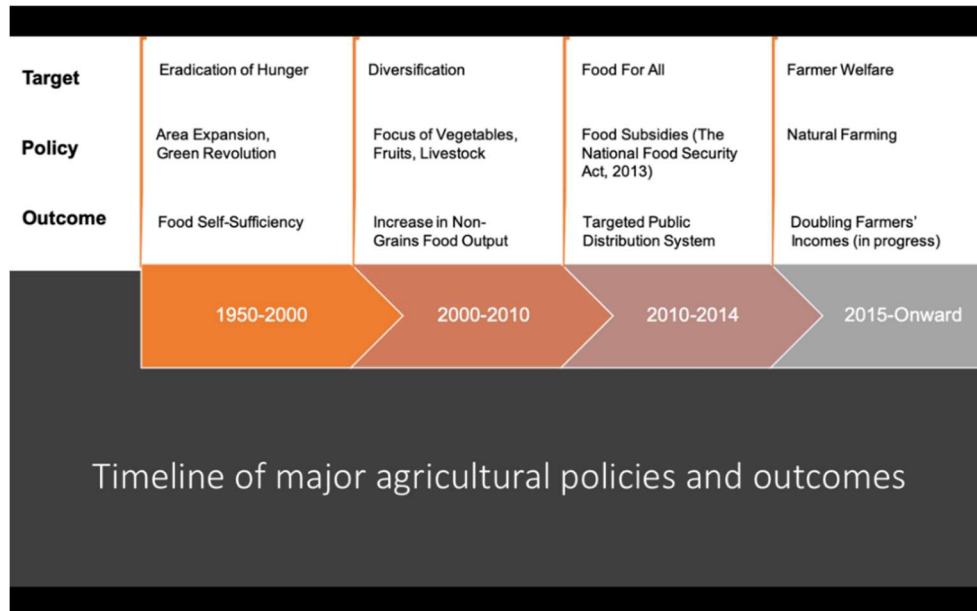 Target
Eradication of Hunger
Diversification
Food For All
Farmer Welfare
Policy
Area Expansion,
Green Revolution
Focus of Vegetables,
Fruits, Livestock
Food Subsidies (The
National Food Security
Act, 2013)
Natural Farming
Outcome
Food Self-Sufficiency
Increase in Non-
Grains Food Output
Targeted Public
Distribution System
Doubling Farmers'
Incomes (in progress)
1950-2000
2000-2010
2010-2014
2015-Onward
Timeline of major agricultural policies and outcomes